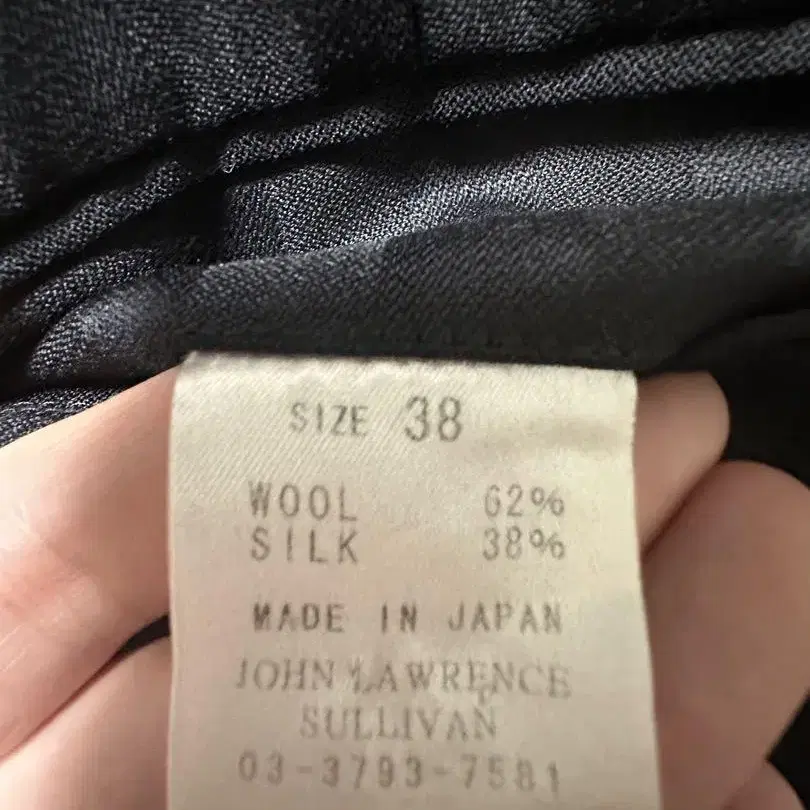 SIZE 38
WOOL 62%
SILK 38%
MADE IN JAPAN
JOHN LAWRENCE
SULLIVAN
03-3793-7581